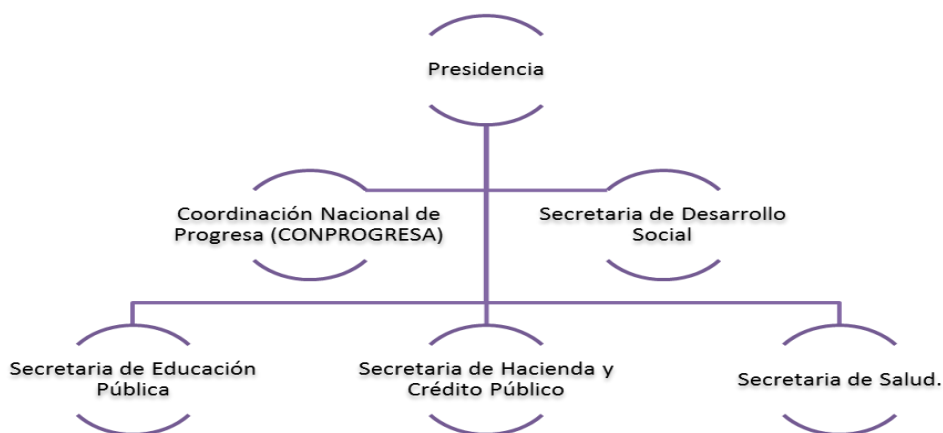 Presidencia
Coordinación Nacional de
Progresa (CONPROGRESA)
Secretaria de Desarrollo
Social
Secretaria de Educación
Pública
Secretaria de Hacienda y
Crédito Público
Secretaria de Salud.